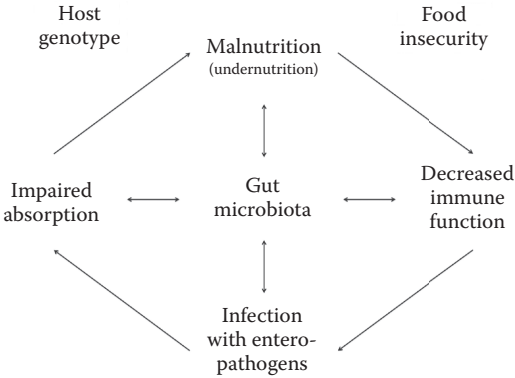 Host
genotype
Food
insecurity
Malnutrition
(undernutrition)
Impaired
absorption
Gut
microbiota
Decreased
immune
function
Infection
with entero-
pathogens